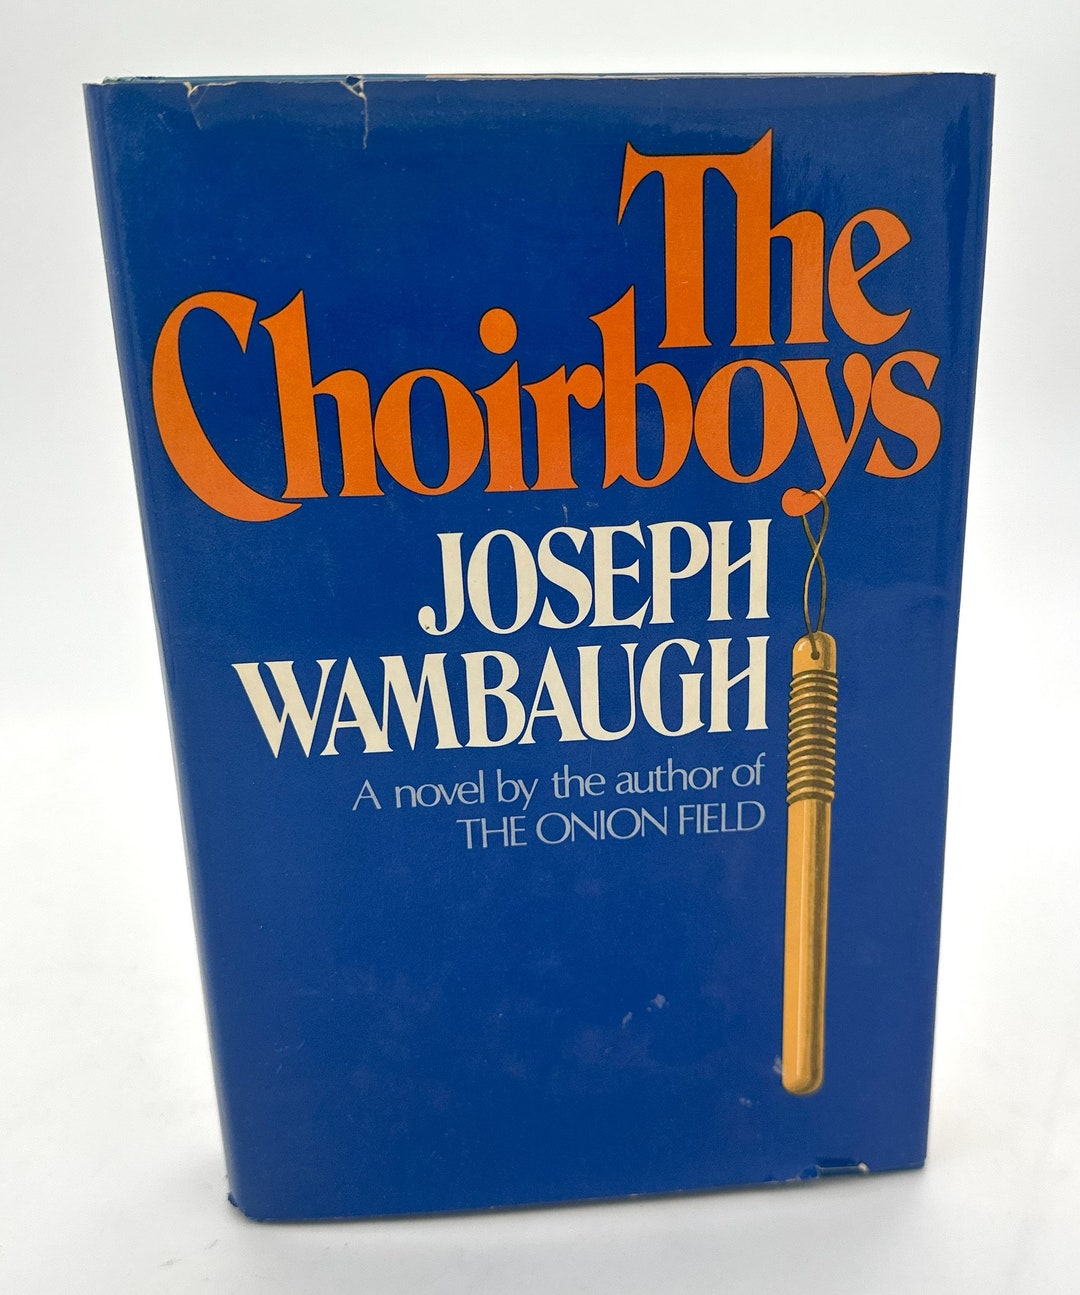 The
Choirboys
JOSEPH
WAMBAUGH
A novel by the author of
THE ONION FIELD